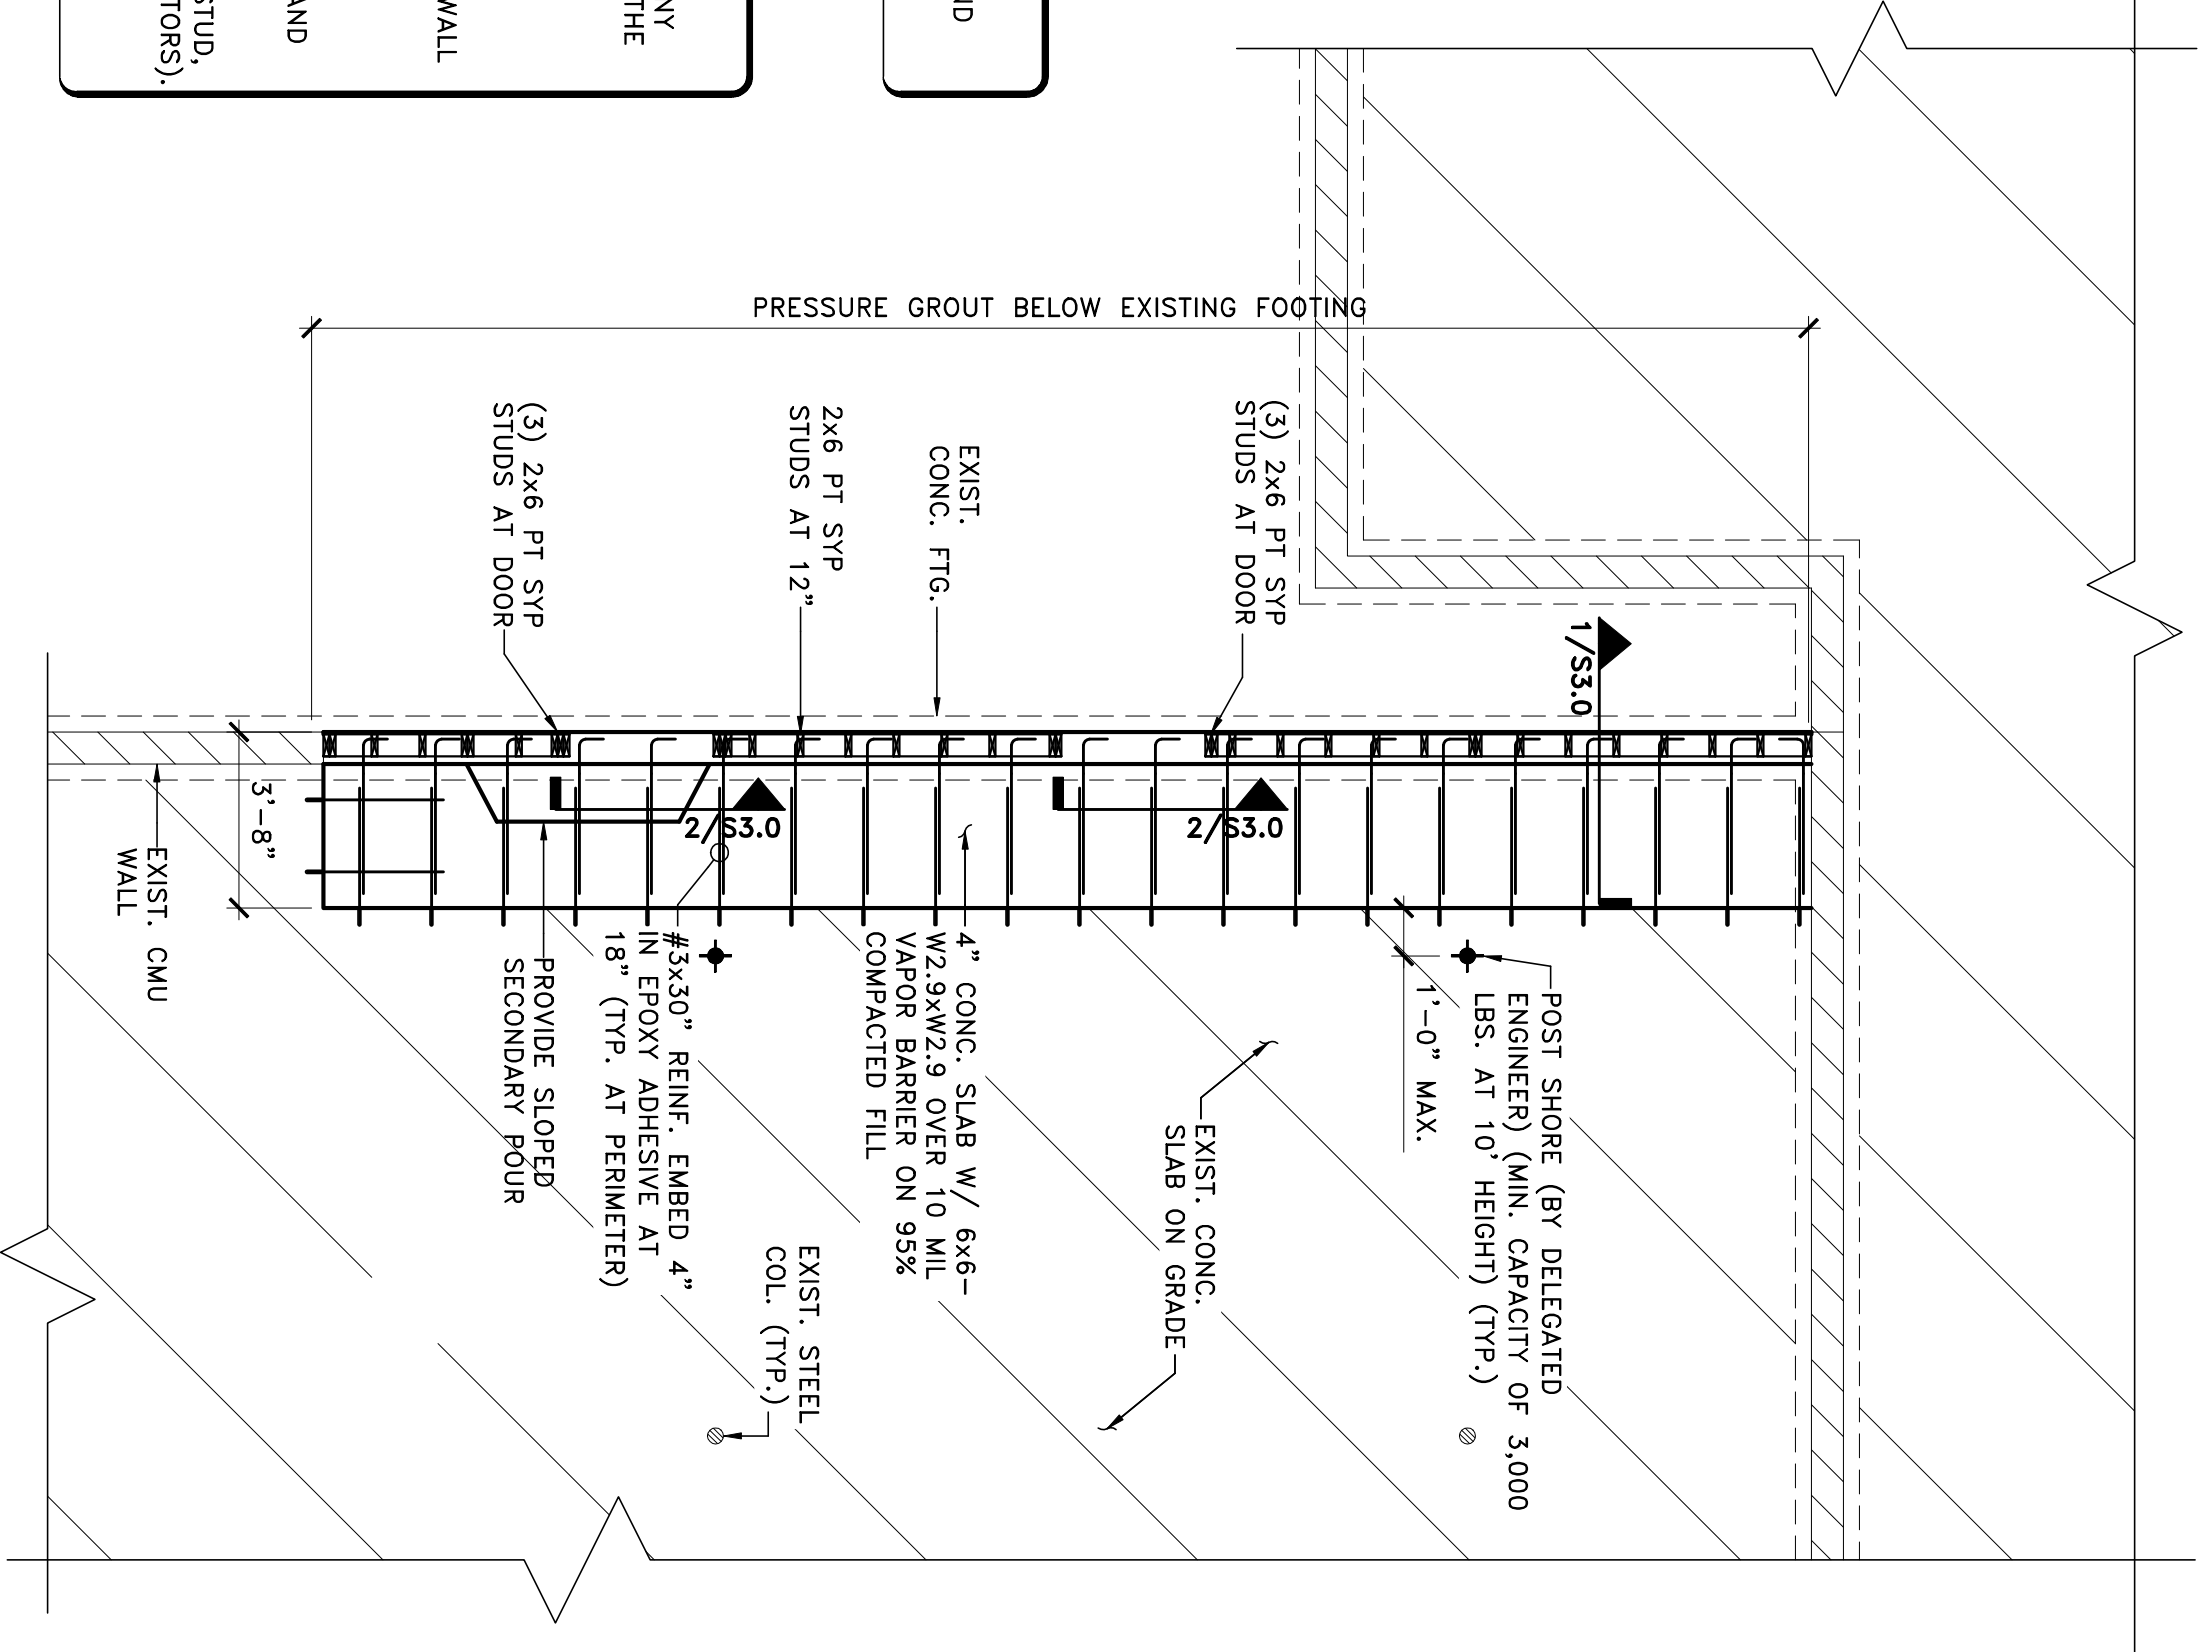 NY
THE
WALL
AND
STUD,
TORS).
ND
PRESSURE GROUT BELOW EXISTING FOOTING
(3) 2x6 PT SYP
STUDS AT DOOR
2x6 PT SYP
STUDS AT 12"
EXIST.
CONC. FTG.
(3) 2x6 PT SYP
STUDS AT DOOR
1/S3.0
2/S3.0
2/S3.0
3'-8"
EXIST. CMU
WALL
PROVIDE SLOPED
SECONDARY POUR
#3x30" REINF. EMBED 4"
IN EPOXY ADHESIVE AT
18" (TYP. AT PERIMETER)
4" CONC. SLAB W/ 6x6-
W2.9xW2.9 OVER 10 MIL
VAPOR BARRIER ON 95%
COMPACTED FILL
EXIST. STEEL
COL. (TYP.)
EXIST. CONC.
SLAB ON GRADE
1'-0" MAX.
POST SHORE (BY DELEGATED
ENGINEER) (MIN. CAPACITY OF 3,000
LBS. AT 10' HEIGHT) (TYP.)